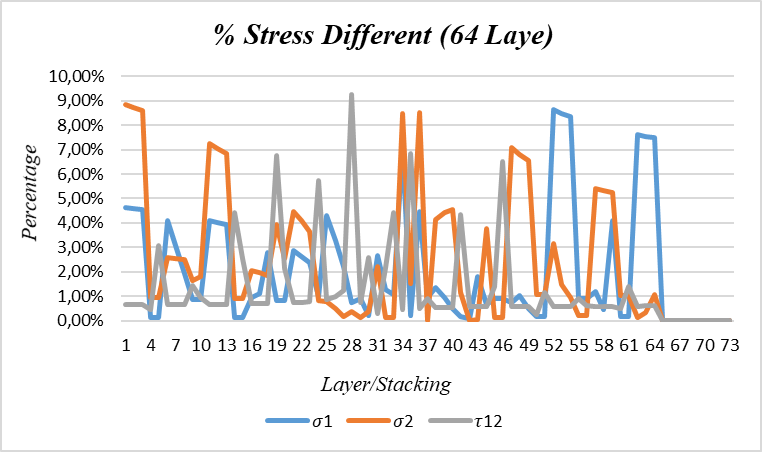 % Stress Different (64 Laye)
10,00%
9,00%
8,00%
7,00%
6,00%
5,00%
4,00%
3,00%
2,00%
1,00%
0,00%
Percentage
1 4 7 10 13 16 19 22 25 28 31 34 37 40 43 46 49 52 55 58 61 64 67 70 73
Layer/Stacking
σ1 σ2 τ12